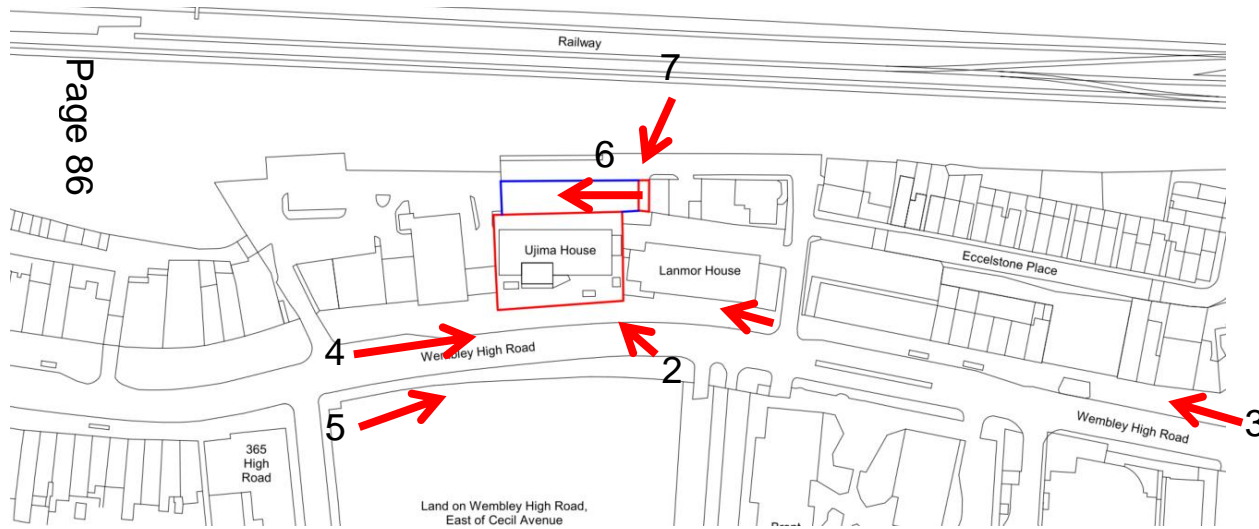 Railway
Page 86
7
6
Ujima House
Lanmor House
Eccelstone Place
4
Wembley High Road
2
5
3
Wembley High Road
365
High
Road
Land on Wembley High Road,
East of Cecil Avenue
Brent